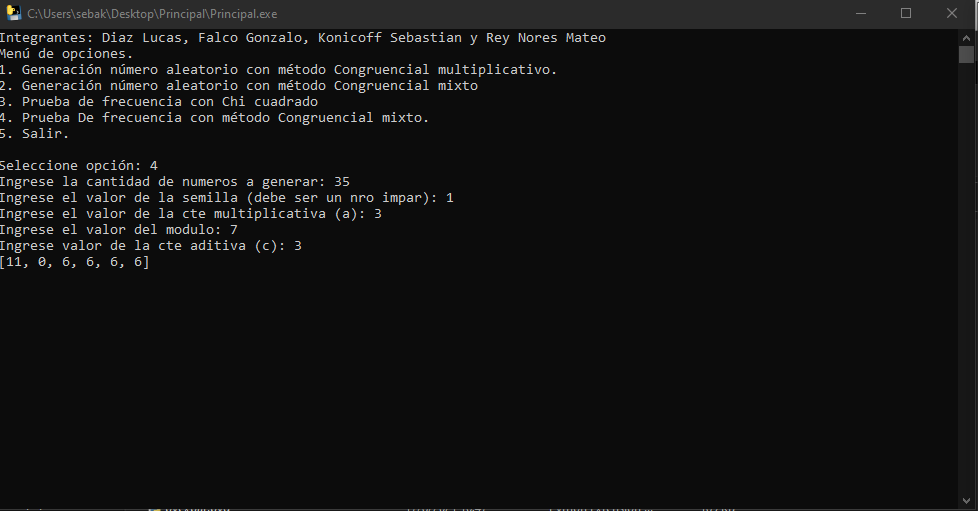 C:\Users\sebak\Desktop\Principal\Principal.exe
Integrantes: Diaz Lucas, Falco Gonzalo, Konicoff Sebastian y Rey Nores Mateo
Menú de opciones.
1. Generación número aleatorio con método Congruencial multiplicativo.
2. Generación número aleatorio con método Congruencial mixto
3. Prueba de frecuencia con Chi cuadrado
4. Prueba De frecuencia con método Congruencial mixto.
5. Salir.
Seleccione opción: 4
Ingrese la cantidad de numeros a generar: 35
Ingrese el valor de la semilla (debe ser un nro impar): 1
Ingrese el valor de la cte multiplicativa (a): 3
Ingrese el valor del modulo: 7
Ingrese valor de la cte aditiva (c): 3
[11, 0, 6, 6, 6, 6]